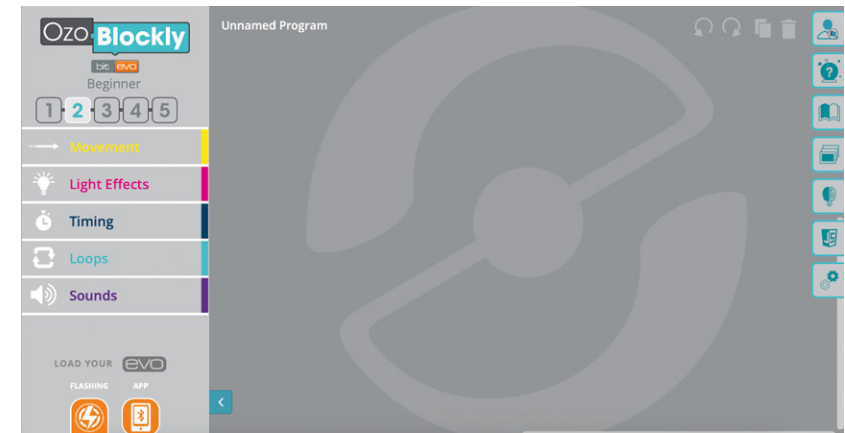 OZO Blockly
bit evo
Beginner
1 2 3 4 5
Movement
Light Effects
Timing
Loops
Sounds
LOAD YOUR evo
FLASHING APP
Unnamed Program
?
5